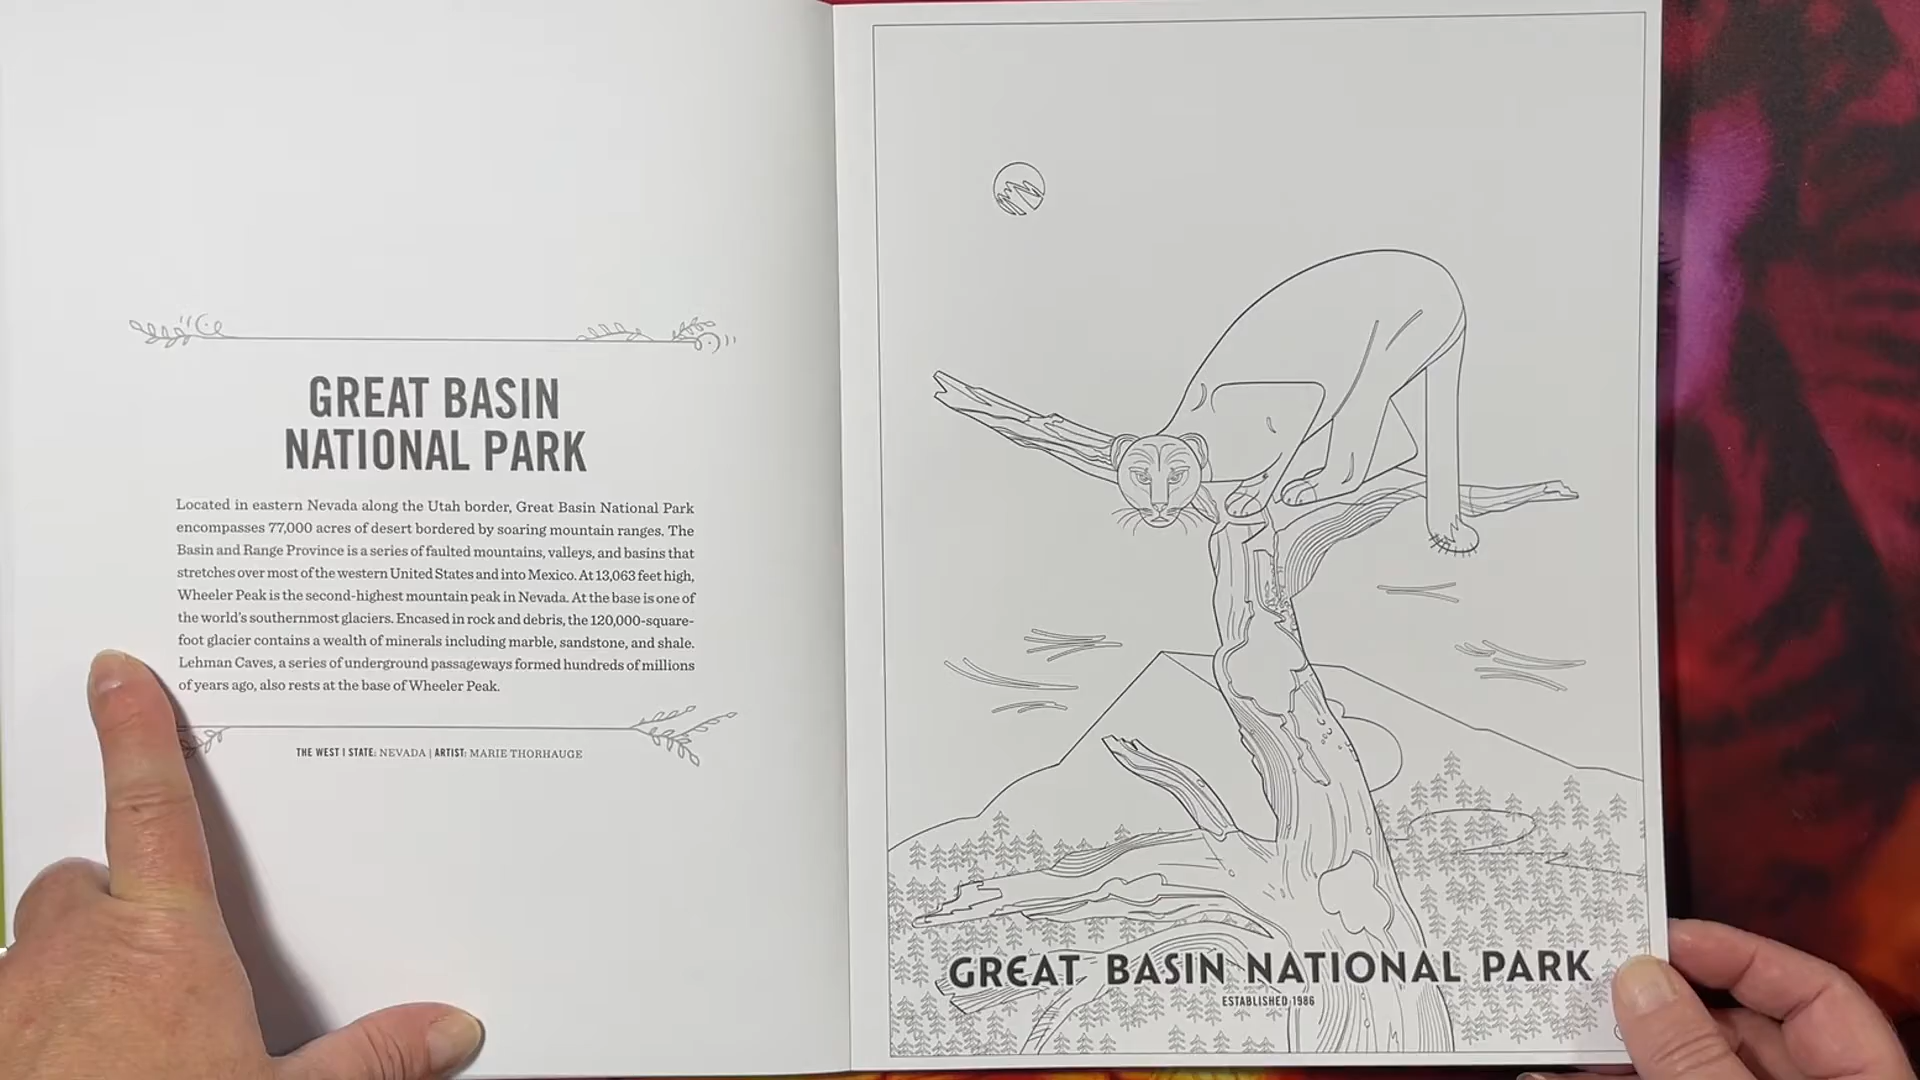 GREAT BASIN
NATIONAL PARK
Located in eastern Nevada along the Utah border, Great Basin National Park
encompasses 77,000 acres of desert bordered by soaring mountain ranges. The
Basin and Range Province is a series of faulted mountains, valleys, and basins that
stretches over most of the western United States and into Mexico. At 13,063 feet high,
Wheeler Peak is the second-highest mountain peak in Nevada. At the base is one of
the world's southernmost glaciers. Encased in rock and debris, the 120,000-square-
foot glacier contains a wealth of minerals including marble, sandstone, and shale.
Lehman Caves, a series of underground passageways formed hundreds of millions
of years ago, also rests at the base of Wheeler Peak.
THE WEST | STATE: NEVADA | ARTIST: MARIE THORHAUGE
GREAT BASIN NATIONAL PARK
ESTABLISHED 1986